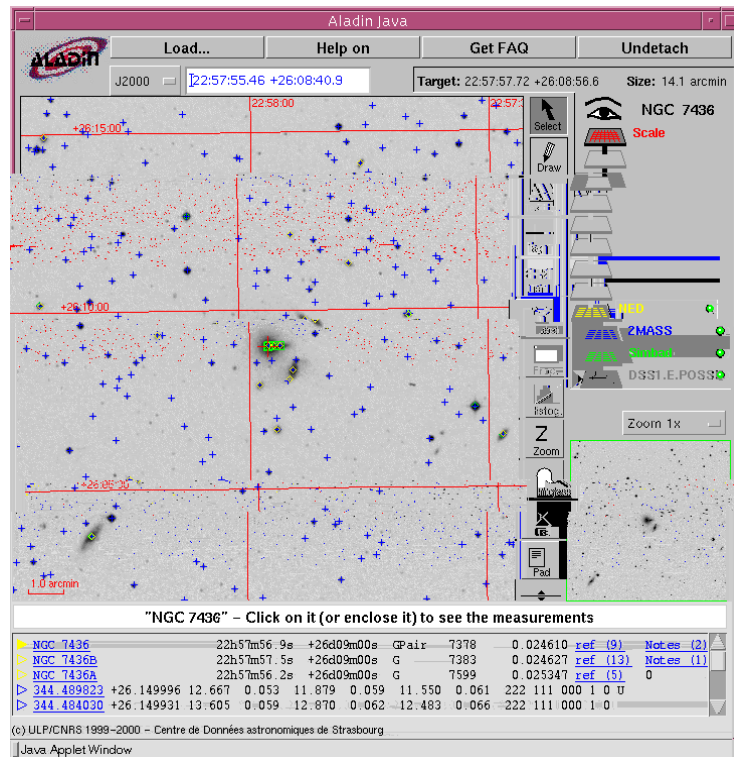 Aladin Java
ALADIN
Load... Help on Get FAQ Undetach
J2000 22:57:55.46 +26:08:40.9 Target: 22:57:57.72 +26:08:56.6 Size: 14.1 arcmin
22:58:00 22:57:
+26:15:00
Select
NGC 7436
Scale
Draw
+26:10:00
NED
2MASS
Simbad
DSS1.E.POSS
Zoom 1x
Zoom
+26:05:00
Pad
1.0 arcmin
"NGC 7436" – Click on it (or enclose it) to see the measurements
NGC 7436 22h57m56.9s +26d09m00s GPair 7378 0.024610 ref (9) Notes (2)
NGC 7436B 22h57m57.5s +26d09m00s G 7383 0.024627 ref (13) Notes (1)
NGC 7436A 22h57m56.2s +26d09m00s G 7599 0.025347 ref (5) 0
344.489823 +26.149996 12.667 0.053 11.879 0.059 11.550 0.061 222 111 000 1 0 U
344.484030 +26.149931 13.605 0.059 12.870 0.062 12.483 0.066 222 111 000 1 0
(c) ULP/CNRS 1999–2000 – Centre de Données astronomiques de Strasbourg
Java Applet Window